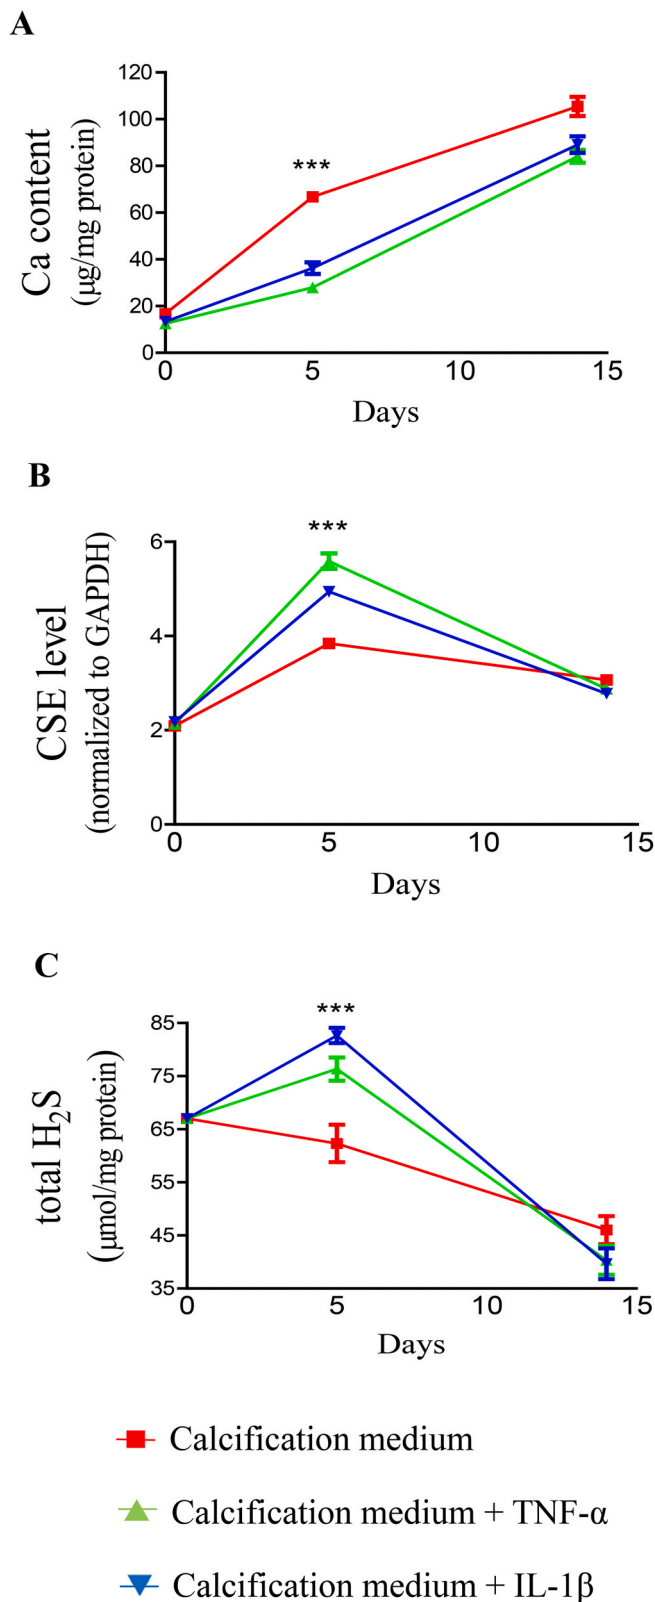 A
Ca content
(µg/mg protein)
120
100
80
60
40
20
0
***
0 5 10 15
Days
B
CSE level
(normalized to GAPDH)
6
4
2
0
***
0 5 10 15
Days
C
total H₂S
(µmol/mg protein)
85
75
65
55
45
35
***
0 5 10 15
Days
Calcification medium
Calcification medium + TNF-α
Calcification medium + IL-1β